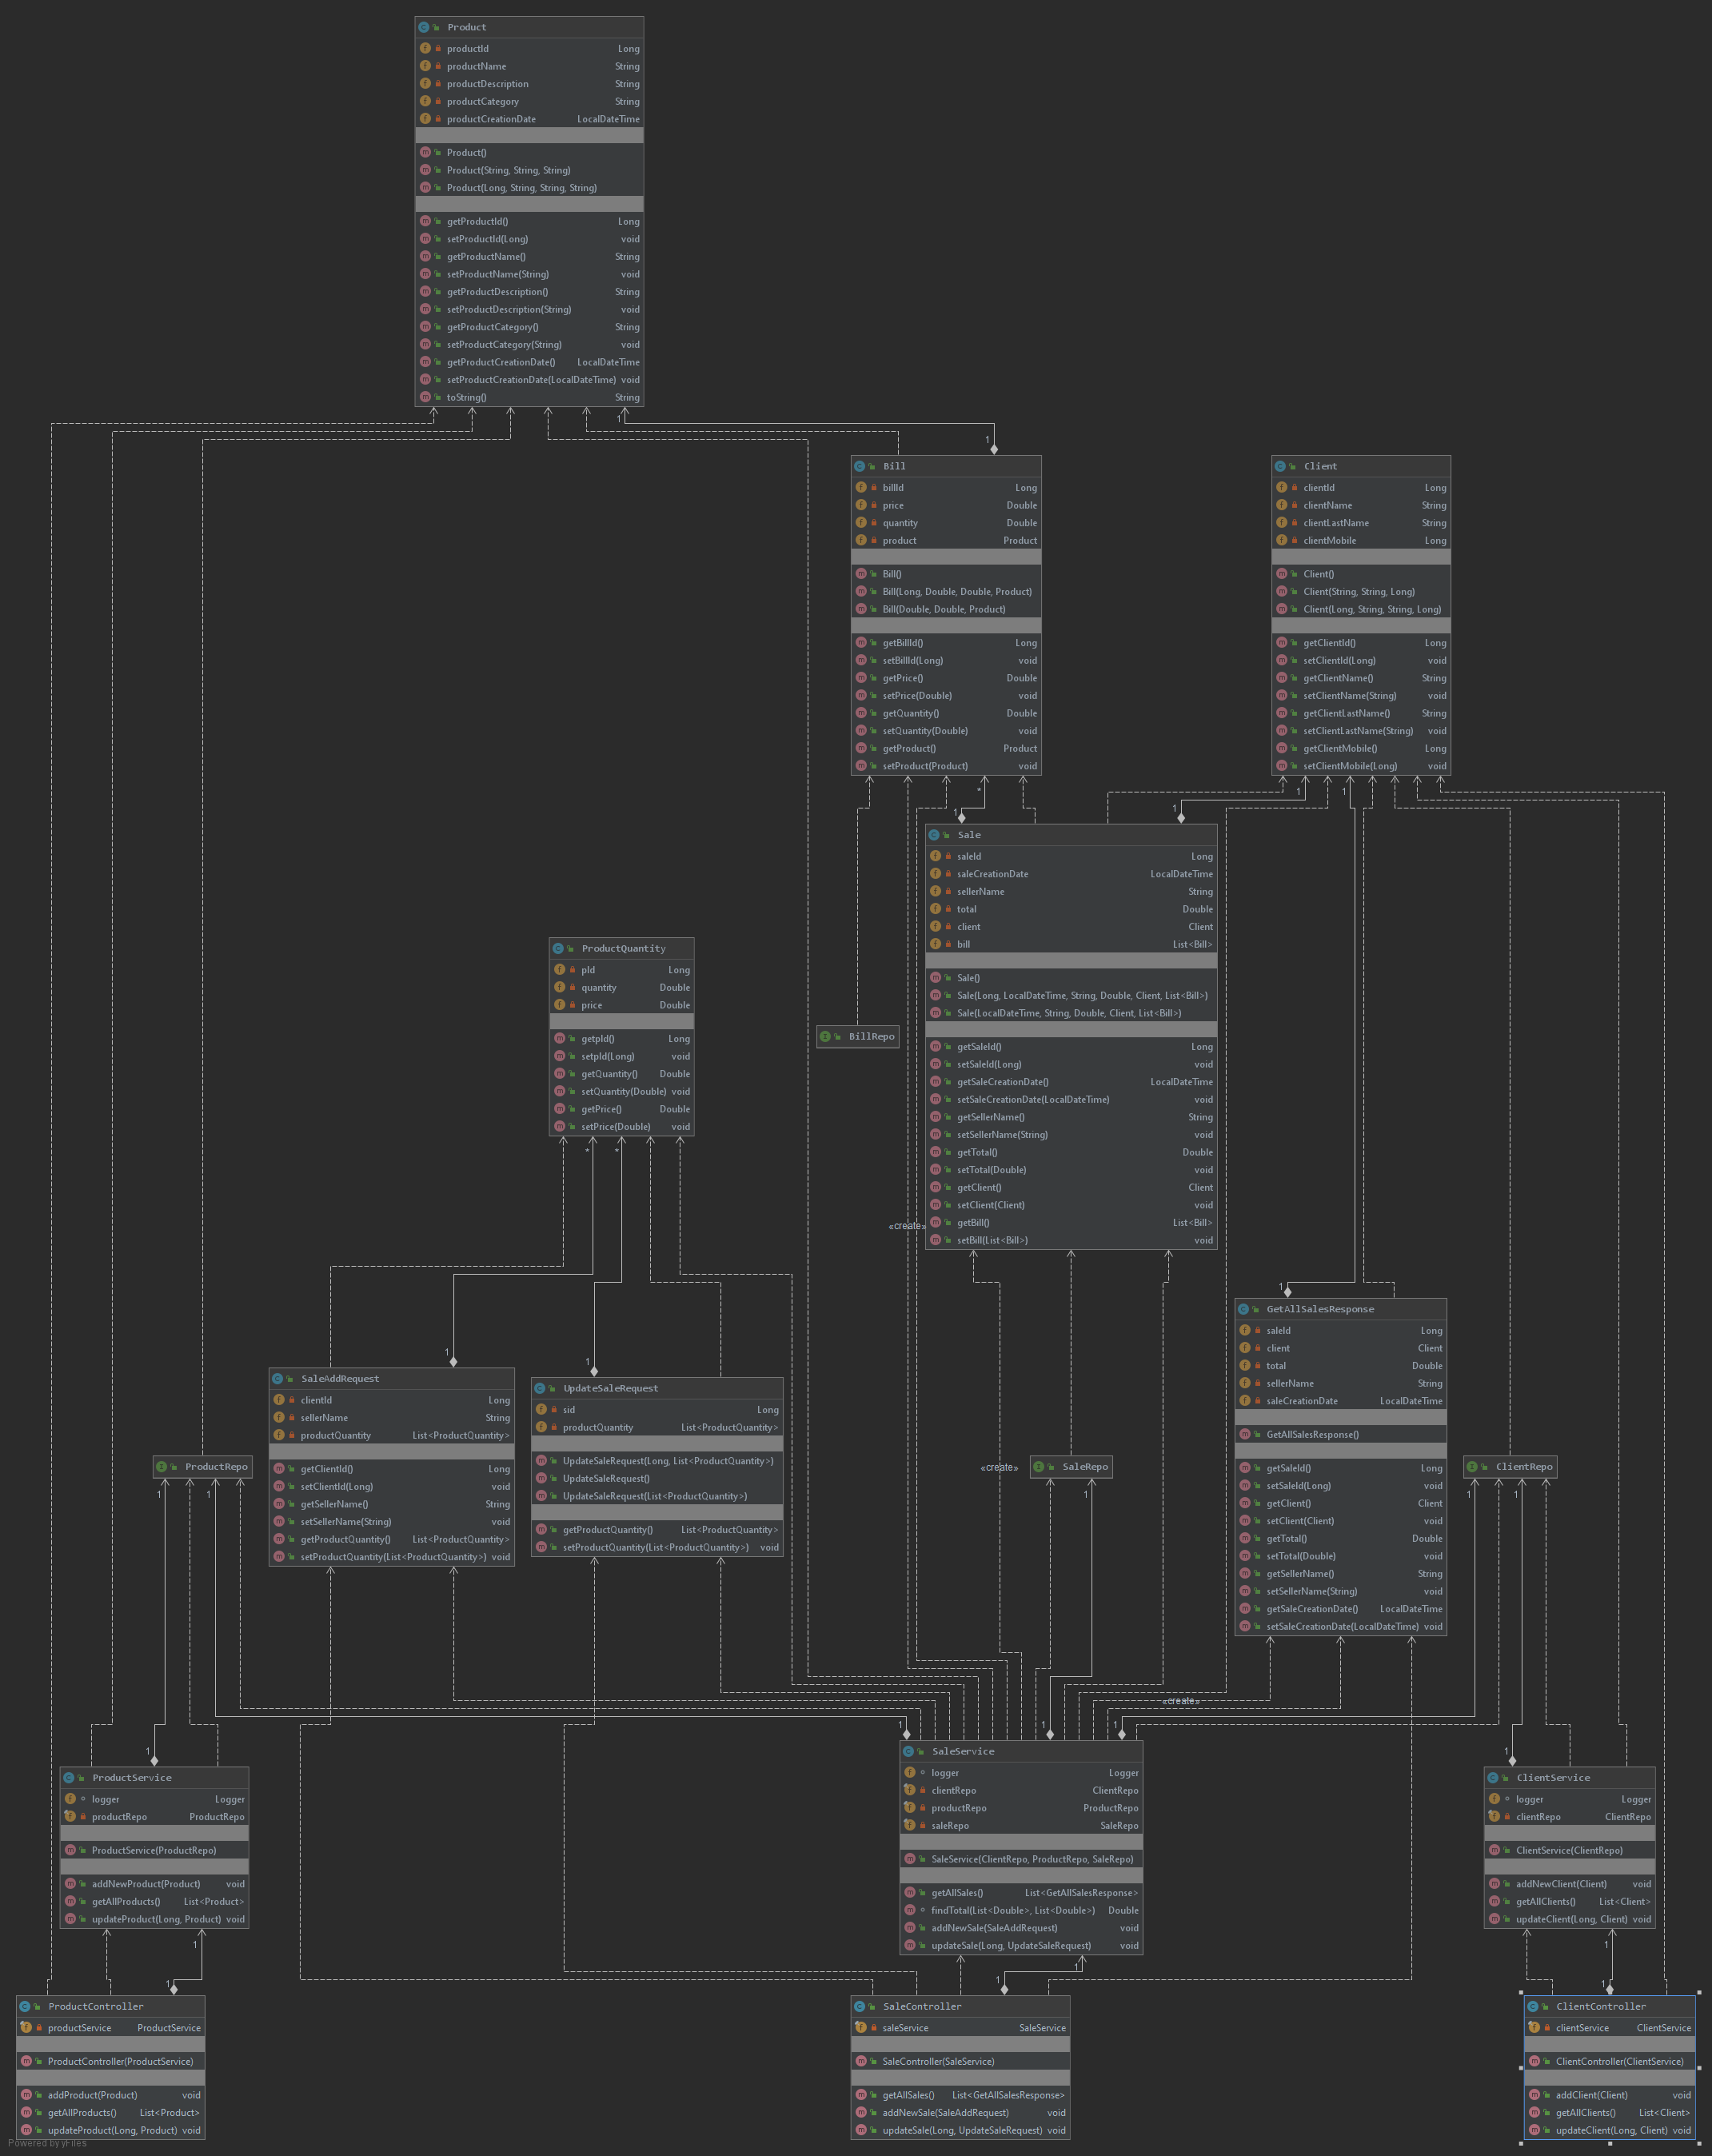 Product
productId Long
productName String
productDescription String
productCategory String
productCreationDate LocalDateTime
Product()
Product(String, String, String)
Product(Long, String, String, String)
getProductId() Long
setProductId(Long) void
getProductName() String
setProductName(String) void
getProductDescription() String
setProductDescription(String) void
getProductCategory() String
setProductCategory(String) void
getProductCreationDate() LocalDateTime
setProductCreationDate(LocalDateTime) void
toString() String
1
1
Bill
billId Long
price Double
quantity Double
product Product
Bill()
Bill(Long, Double, Double, Product)
Bill(Double, Double, Product)
getBillId() Long
setBillId(Long) void
getPrice() Double
setPrice(Double) void
getQuantity() Double
setQuantity(Double) void
getProduct() Product
setProduct(Product) void
Client
clientId Long
clientName String
clientLastName String
clientMobile Long
Client()
Client(String, String, Long)
Client(Long, String, String, Long)
getClientId() Long
setClientId(Long) void
getClientName() String
setClientName(String) void
getClientLastName() String
setClientLastName(String) void
getClientMobile() Long
setClientMobile(Long) void
* 1 1
1 1
Sale
saleId Long
saleCreationDate LocalDateTime
sellerName String
total Double
client Client
bill List<Bill>
Sale()
Sale(Long, LocalDateTime, String, Double, Client, List<Bill>)
Sale(LocalDateTime, String, Double, Client, List<Bill>)
getSaleId() Long
setSaleId(Long) void
getSaleCreationDate() LocalDateTime
setSaleCreationDate(LocalDateTime) void
getSellerName() String
setSellerName(String) void
getTotal() Double
setTotal(Double) void
getClient() Client
setClient(Client) void
getBill() List<Bill>
setBill(List<Bill>) void
ProductQuantity
pId Long
quantity Double
price Double
getpId() Long
setpId(Long) void
getQuantity() Double
setQuantity(Double) void
getPrice() Double
setPrice(Double) void
BillRepo
* *
«create»
1
GetAllSalesResponse
saleId Long
client Client
total Double
sellerName String
saleCreationDate LocalDateTime
GetAllSalesResponse()
getSaleId() Long
setSaleId(Long) void
getClient() Client
setClient(Client) void
getTotal() Double
setTotal(Double) void
getSellerName() String
setSellerName(String) void
getSaleCreationDate() LocalDateTime
setSaleCreationDate(LocalDateTime) void
1
1
SaleAddRequest
clientId Long
sellerName String
productQuantity List<ProductQuantity>
getClientId() Long
setClientId(Long) void
getSellerName() String
setSellerName(String) void
getProductQuantity() List<ProductQuantity>
setProductQuantity(List<ProductQuantity>) void
UpdateSaleRequest
sid Long
productQuantity List<ProductQuantity>
UpdateSaleRequest(Long, List<ProductQuantity>)
UpdateSaleRequest()
UpdateSaleRequest(List<ProductQuantity>)
getProductQuantity() List<ProductQuantity>
setProductQuantity(List<ProductQuantity>) void
ProductRepo
«create»
SaleRepo
ClientRepo
1 1 1 1 1
«create»
1 1 1 1 1
ProductService
logger Logger
productRepo ProductRepo
ProductService(ProductRepo)
addNewProduct(Product) void
getAllProducts() List<Product>
updateProduct(Long, Product) void
SaleService
logger Logger
clientRepo ClientRepo
productRepo ProductRepo
saleRepo SaleRepo
SaleService(ClientRepo, ProductRepo, SaleRepo)
getAllSales() List<GetAllSalesResponse>
findTotal(List<Double>, List<Double>) Double
addNewSale(SaleAddRequest) void
updateSale(Long, UpdateSaleRequest) void
ClientService
logger Logger
clientRepo ClientRepo
ClientService(ClientRepo)
addNewClient(Client) void
getAllClients() List<Client>
updateClient(Long, Client) void
1 1 1
1 1 1
ProductController
productService ProductService
ProductController(ProductService)
addProduct(Product) void
getAllProducts() List<Product>
updateProduct(Long, Product) void
SaleController
saleService SaleService
SaleController(SaleService)
getAllSales() List<GetAllSalesResponse>
addNewSale(SaleAddRequest) void
updateSale(Long, UpdateSaleRequest) void
ClientController
clientService ClientService
ClientController(ClientService)
addClient(Client) void
getAllClients() List<Client>
updateClient(Long, Client) void
Powered by yFiles